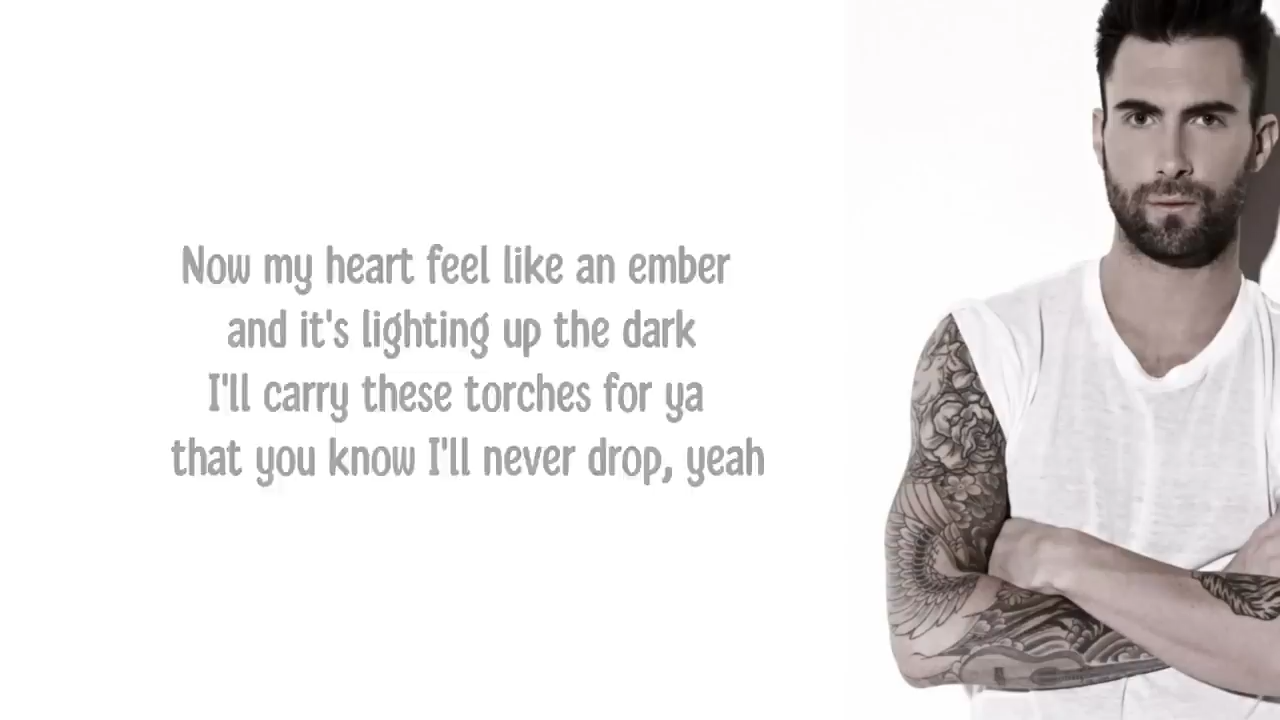 Now my heart feel like an ember
and it's lighting up the dark
I'll carry these torches for ya
that you know I'll never drop, yeah